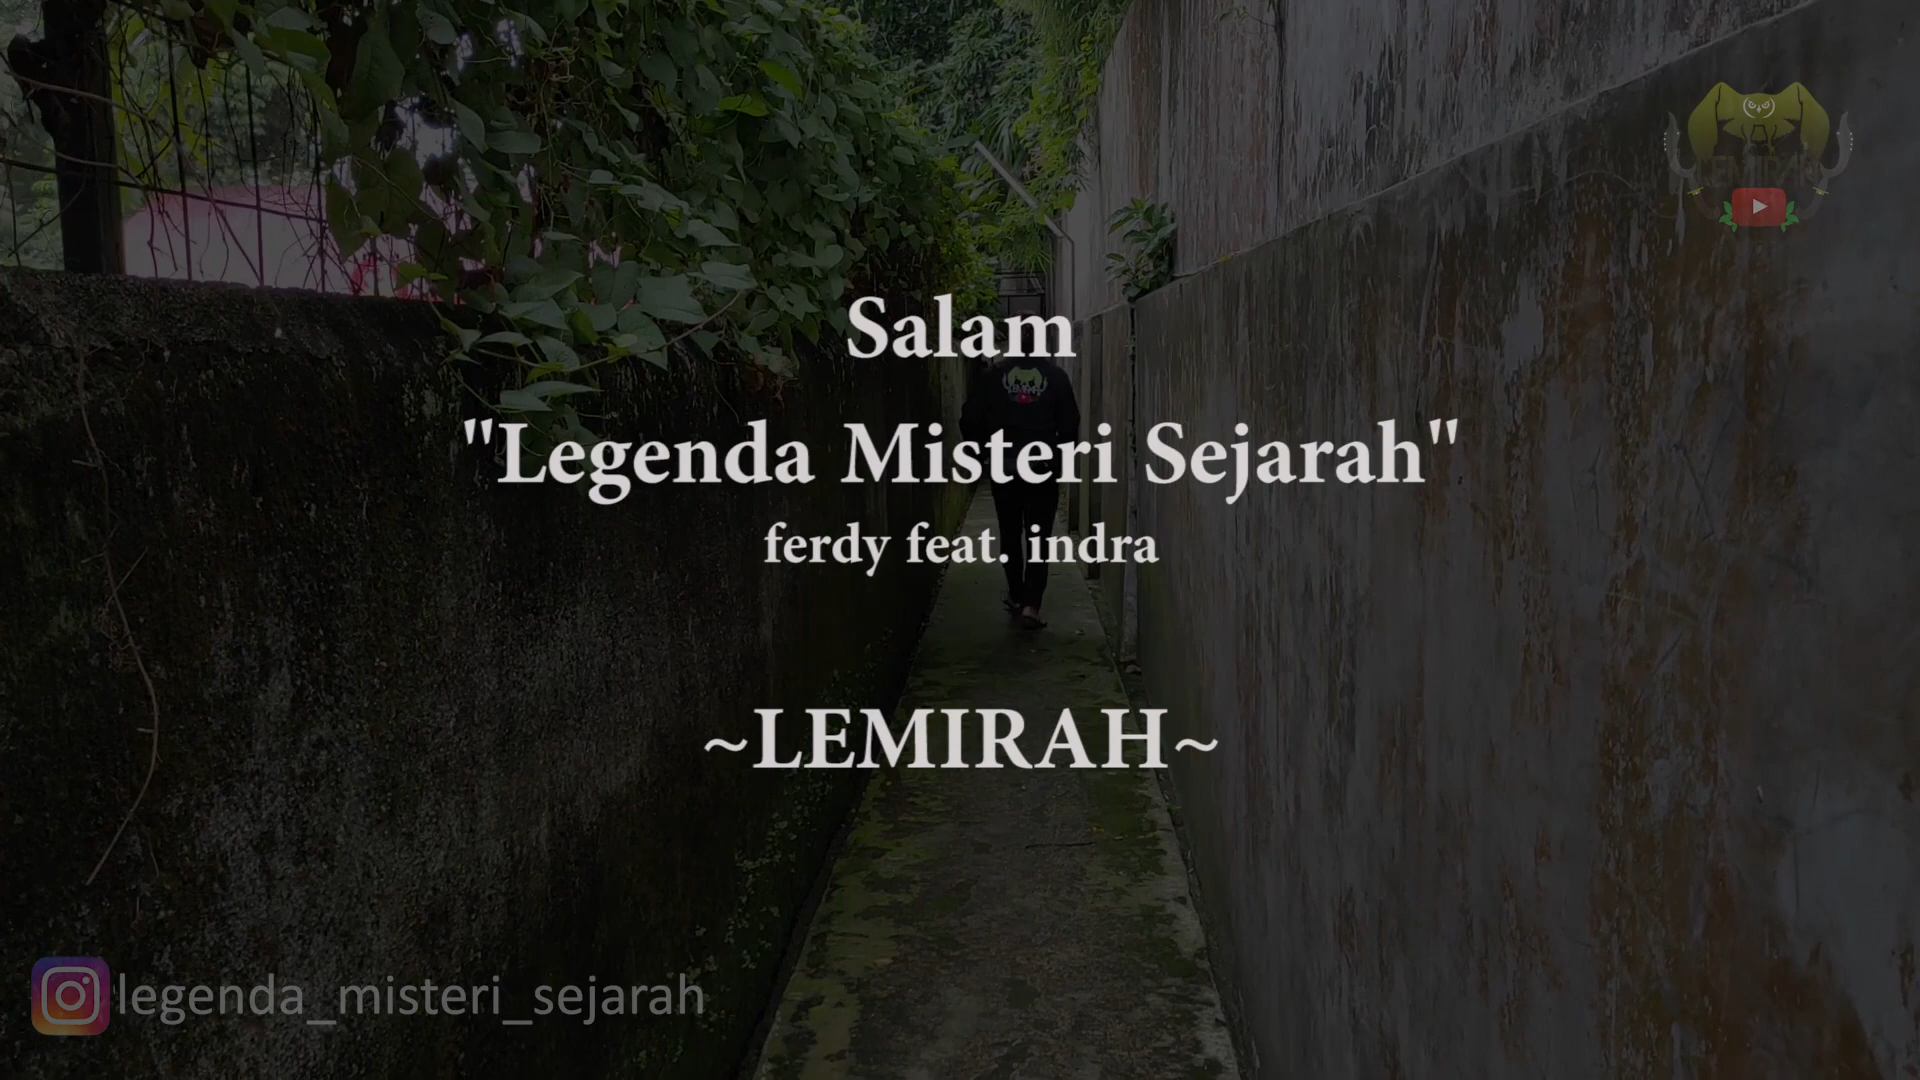 Salam
"Legenda Misteri Sejarah"
ferdy feat. indra
~LEMIRAH~
legenda_misteri_sejarah